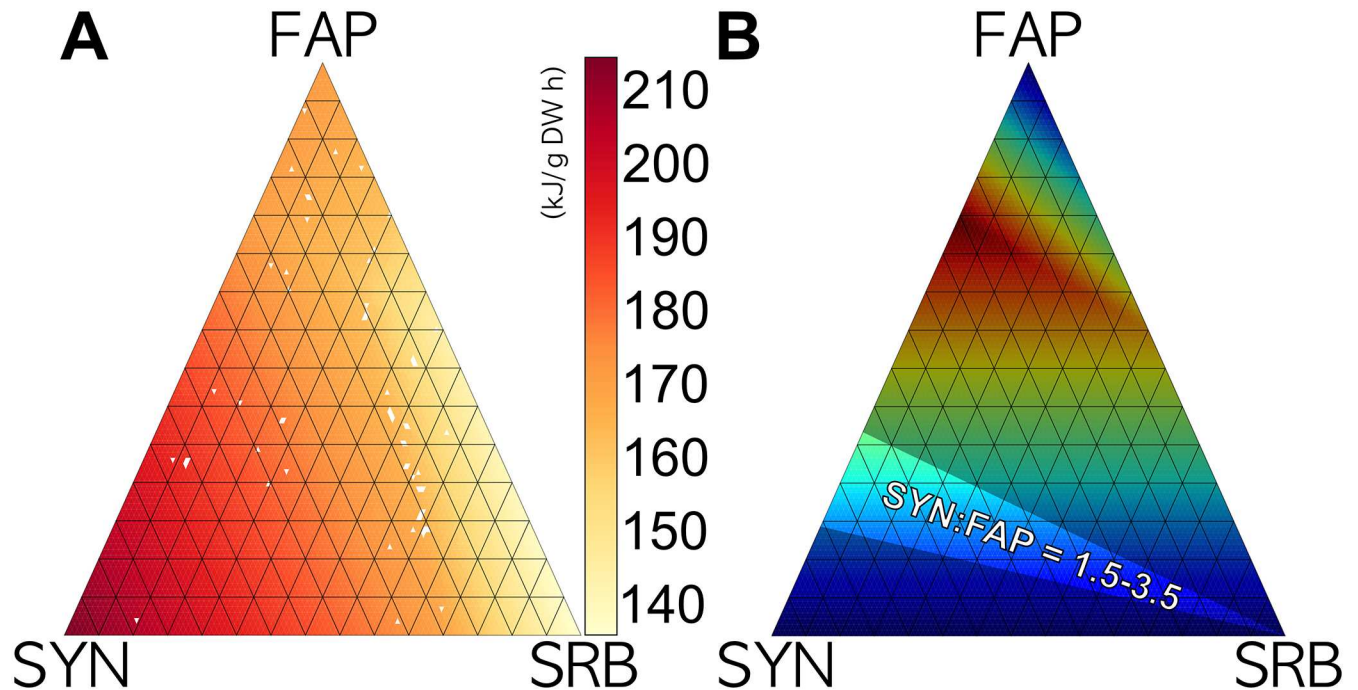 A
FAP
(kJ/g DW h)
210
200
190
180
170
160
150
140
SYN
SRB
B
FAP
SYN:FAP = 1.5-3.5
SYN
SRB